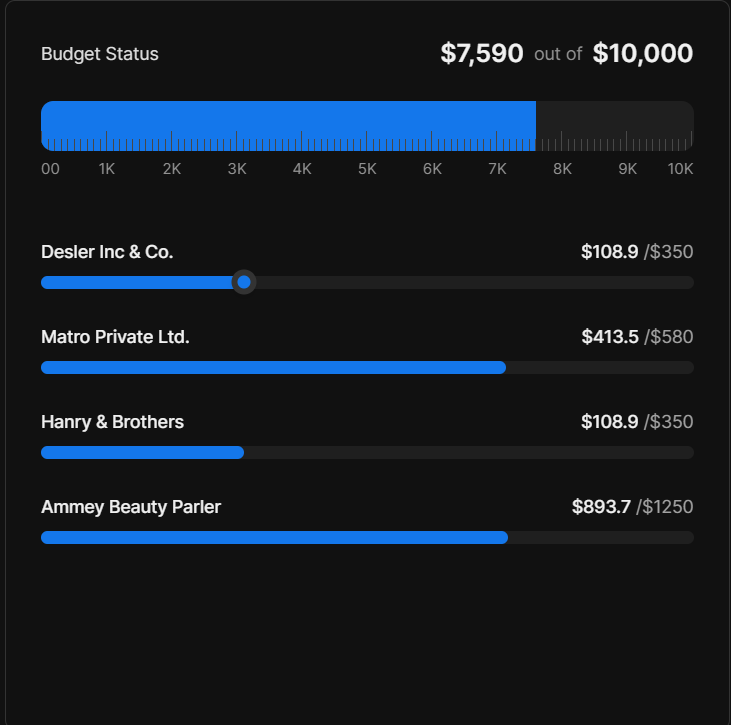 Budget Status $7,590 out of $10,000
00 1K 2K 3K 4K 5K 6K 7K 8K 9K 10K
Desler Inc & Co. $108.9 /$350
Matro Private Ltd. $413.5 /$580
Hanry & Brothers $108.9 /$350
Ammey Beauty Parler $893.7 /$1250